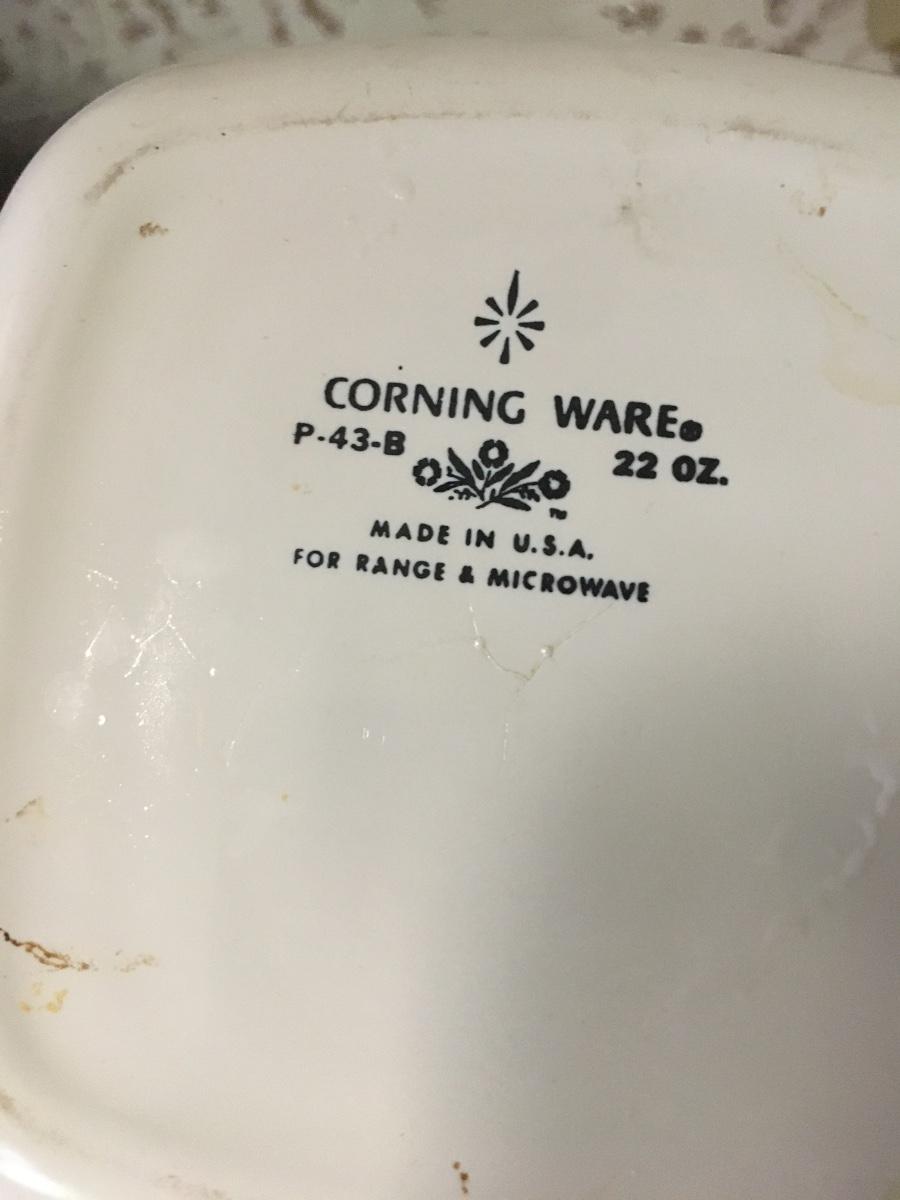 CORNING WARE®
P-43-B 22 OZ.
TM
MADE IN U.S.A.
FOR RANGE & MICROWAVE